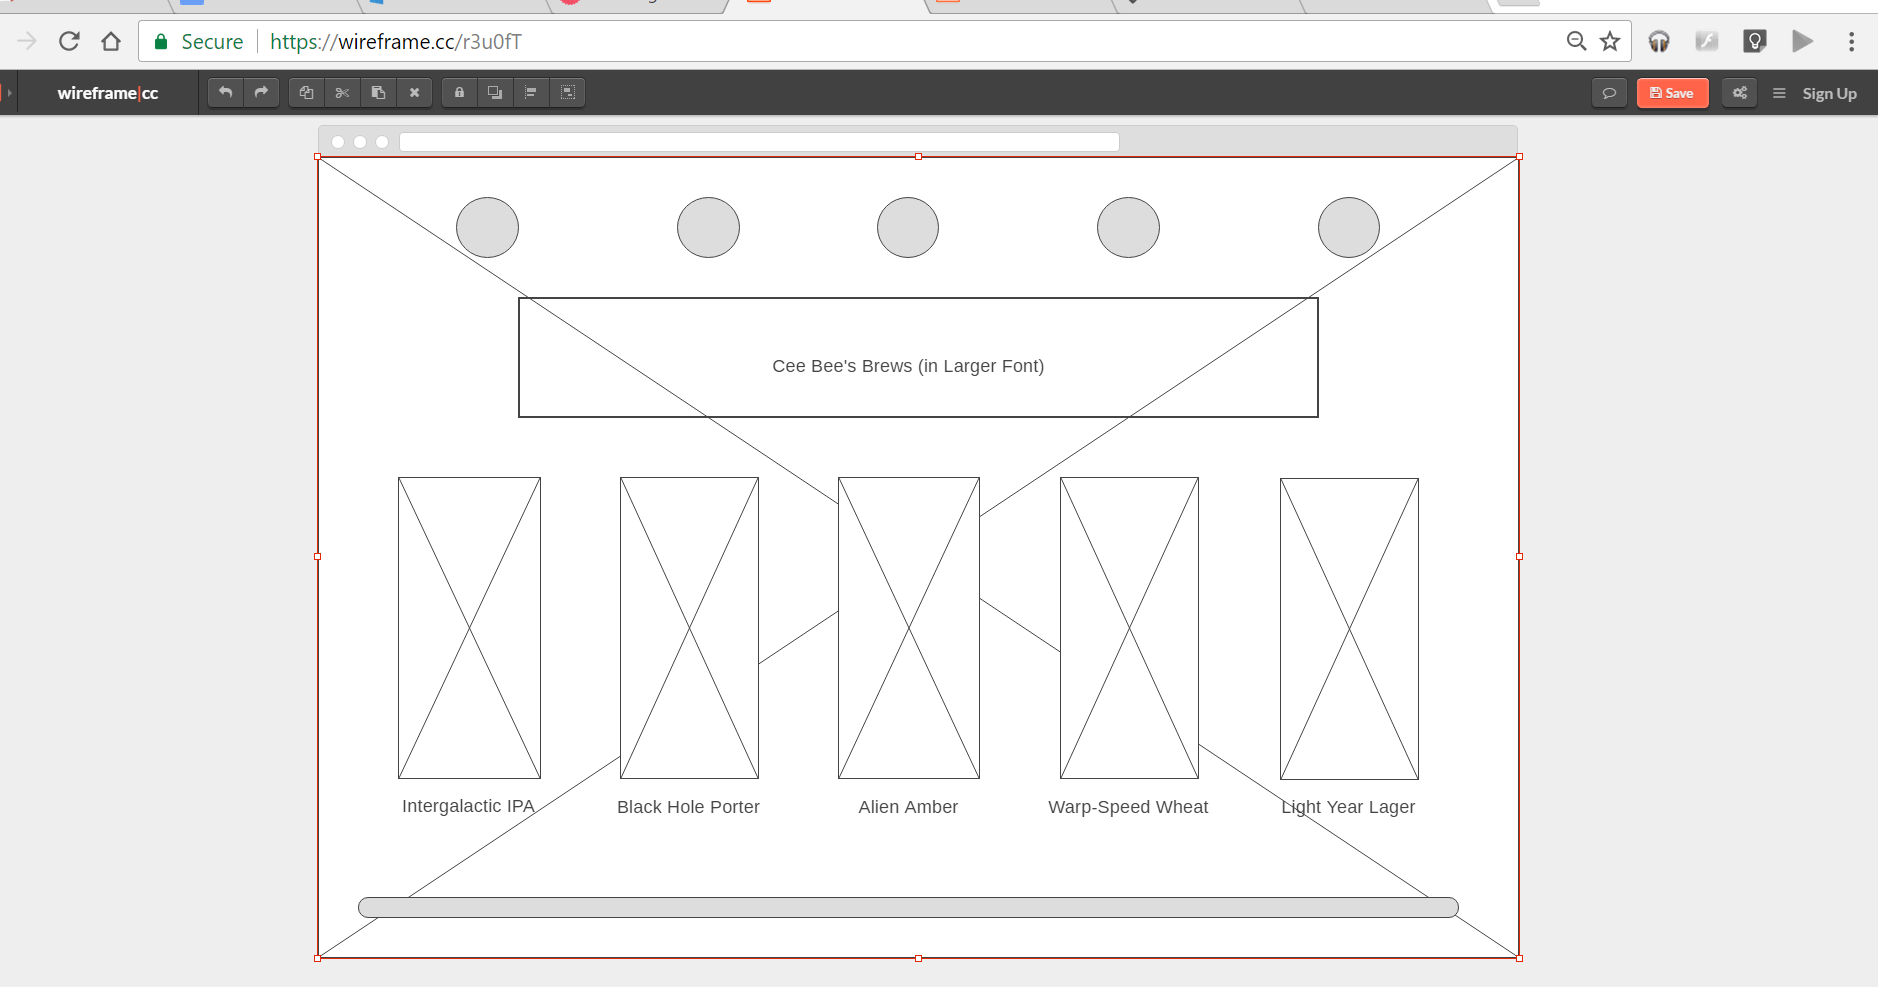 Secure
https://wireframe.cc/r3u0fT
wireframe|cc
Save
Sign Up
Cee Bee's Brews (in Larger Font)
Intergalactic IPA
Black Hole Porter
Alien Amber
Warp-Speed Wheat
Light Year Lager